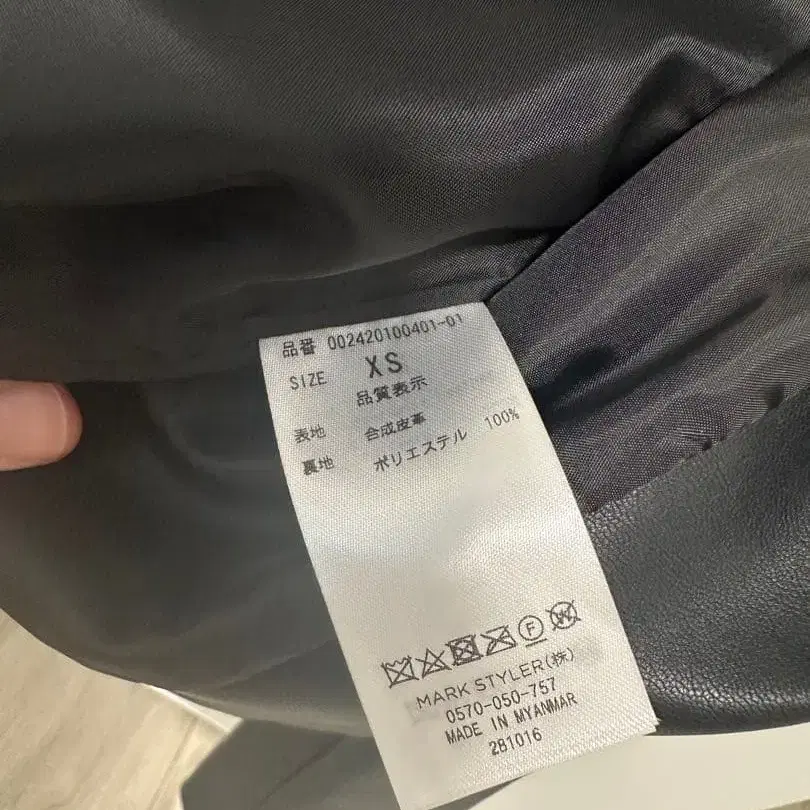 品番 002420100401-01
SIZE XS
品質表示
表地 合成皮革
裏地 ポリエステル 100%
F W
MARK STYLER(株)
0570-050-757
MADE IN MYANMAR
281016